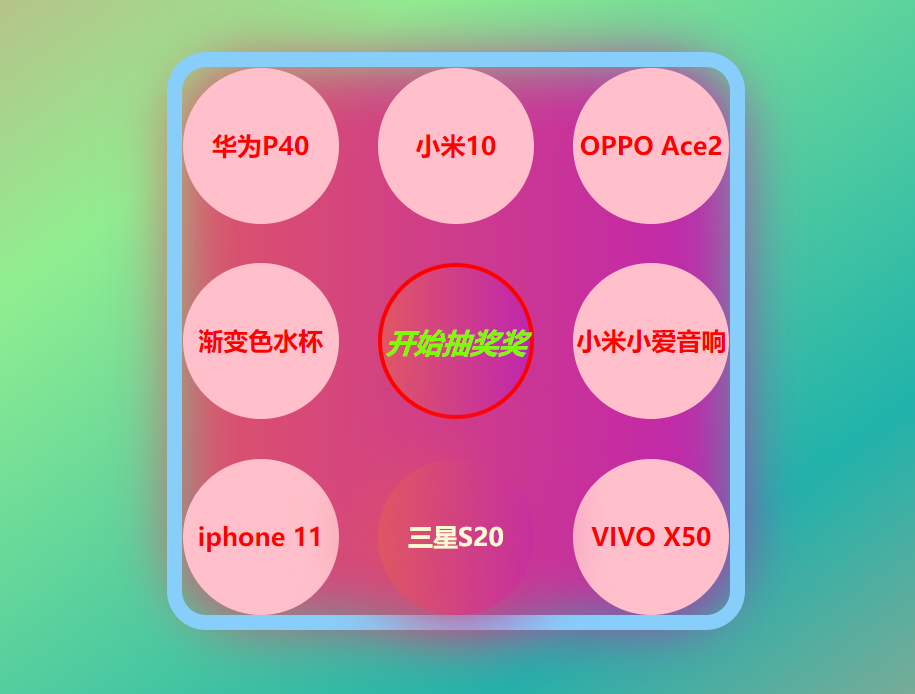 华为P40
小米10
OPPO Ace2
渐变色水杯
开始抽奖奖
小米小爱音响
iphone 11
三星S20
VIVO X50